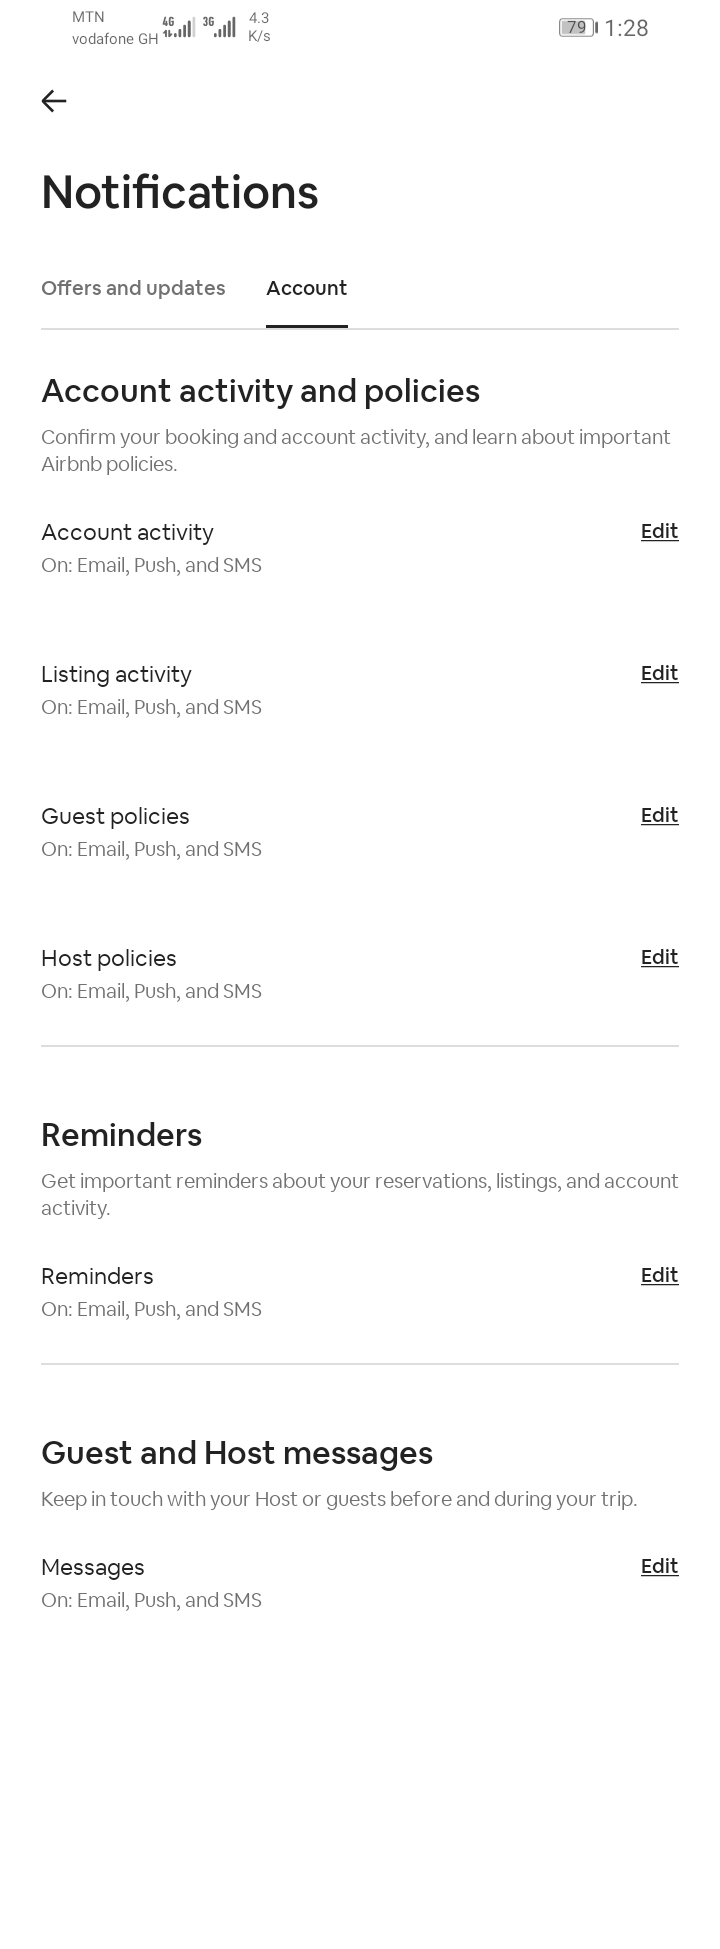 MTN
vodafone GH
4G
3G
4.3
K/s
79
1:28
Notifications
Offers and updates
Account
Account activity and policies
Confirm your booking and account activity, and learn about important
Airbnb policies.
Account activity
Edit
On: Email, Push, and SMS
Listing activity
Edit
On: Email, Push, and SMS
Guest policies
Edit
On: Email, Push, and SMS
Host policies
Edit
On: Email, Push, and SMS
Reminders
Get important reminders about your reservations, listings, and account
activity.
Reminders
Edit
On: Email, Push, and SMS
Guest and Host messages
Keep in touch with your Host or guests before and during your trip.
Messages
Edit
On: Email, Push, and SMS